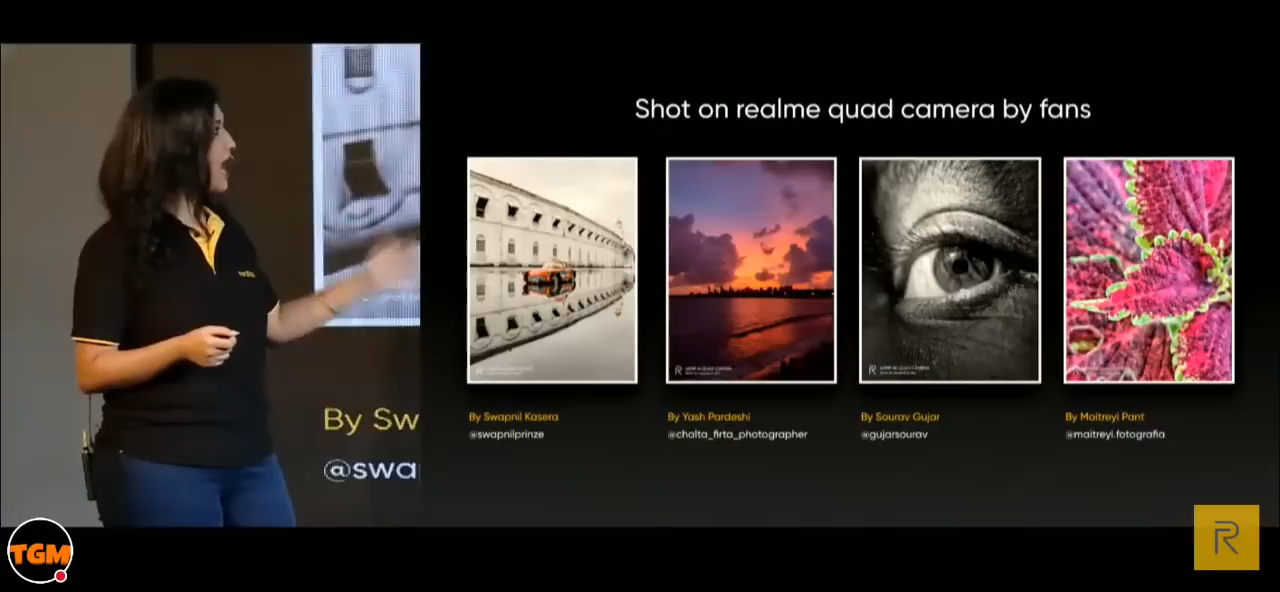 Shot on realme quad camera by fans
By Swapnil Kasera
@swapnilprinze
By Yash Pardeshi
@chalta_firta_photographer
By Sourav Gujar
@gujarsourav
By Maitreyi Pant
@maitreyi.fotografia
By Sw
@swa
realme
TGM
R